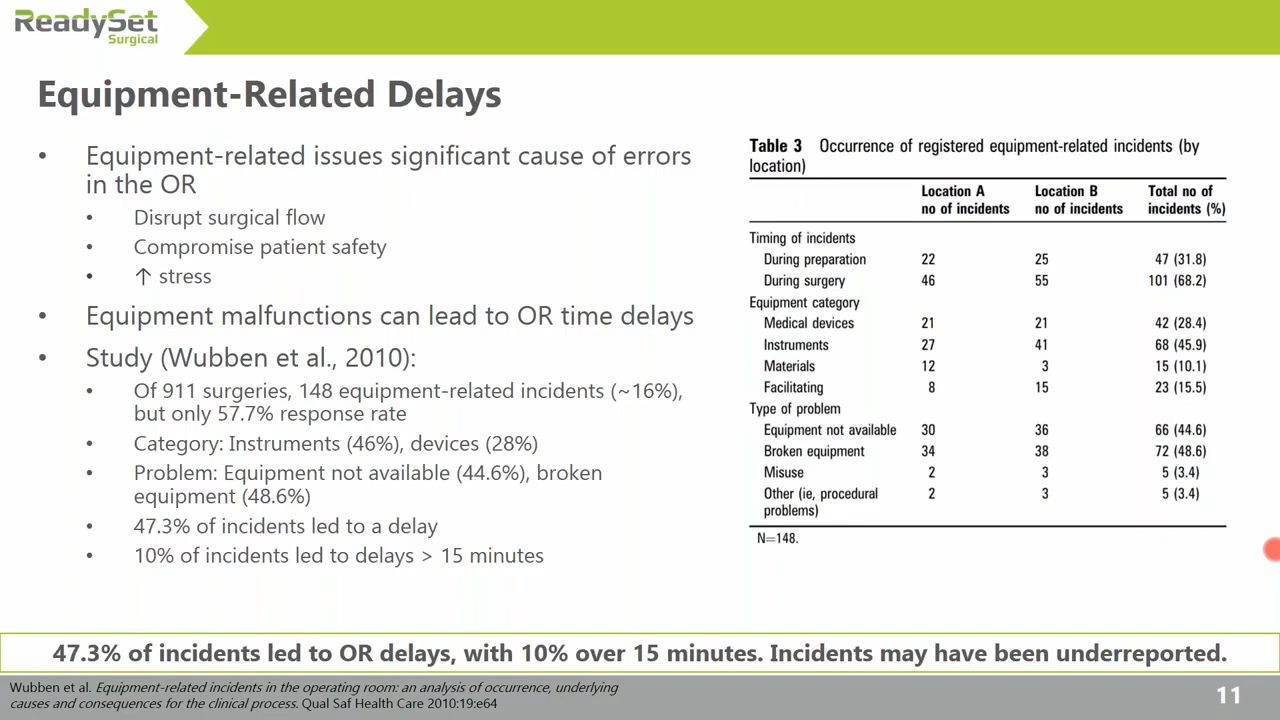 ReadySet
Surgical
Equipment-Related Delays
• Equipment-related issues significant cause of errors
in the OR
• Disrupt surgical flow
• Compromise patient safety
• ↑ stress
• Equipment malfunctions can lead to OR time delays
• Study (Wubben et al., 2010):
• Of 911 surgeries, 148 equipment-related incidents (~16%),
but only 57.7% response rate
• Category: Instruments (46%), devices (28%)
• Problem: Equipment not available (44.6%), broken
equipment (48.6%)
• 47.3% of incidents led to a delay
• 10% of incidents led to delays > 15 minutes
Table 3 Occurrence of registered equipment-related incidents (by
location)
Location A Location B Total no of
no of incidents no of incidents incidents (%)
Timing of incidents
During preparation 22 25 47 (31.8)
During surgery 46 55 101 (68.2)
Equipment category
Medical devices 21 21 42 (28.4)
Instruments 27 41 68 (45.9)
Materials 12 3 15 (10.1)
Facilitating 8 15 23 (15.5)
Type of problem
Equipment not available 30 36 66 (44.6)
Broken equipment 34 38 72 (48.6)
Misuse 2 3 5 (3.4)
Other (ie, procedural 2 3 5 (3.4)
problems)
N=148.
47.3% of incidents led to OR delays, with 10% over 15 minutes. Incidents may have been underreported.
Wubben et al. Equipment-related incidents in the operating room: an analysis of occurrence, underlying
causes and consequences for the clinical process. Qual Saf Health Care 2010:19:e64
11